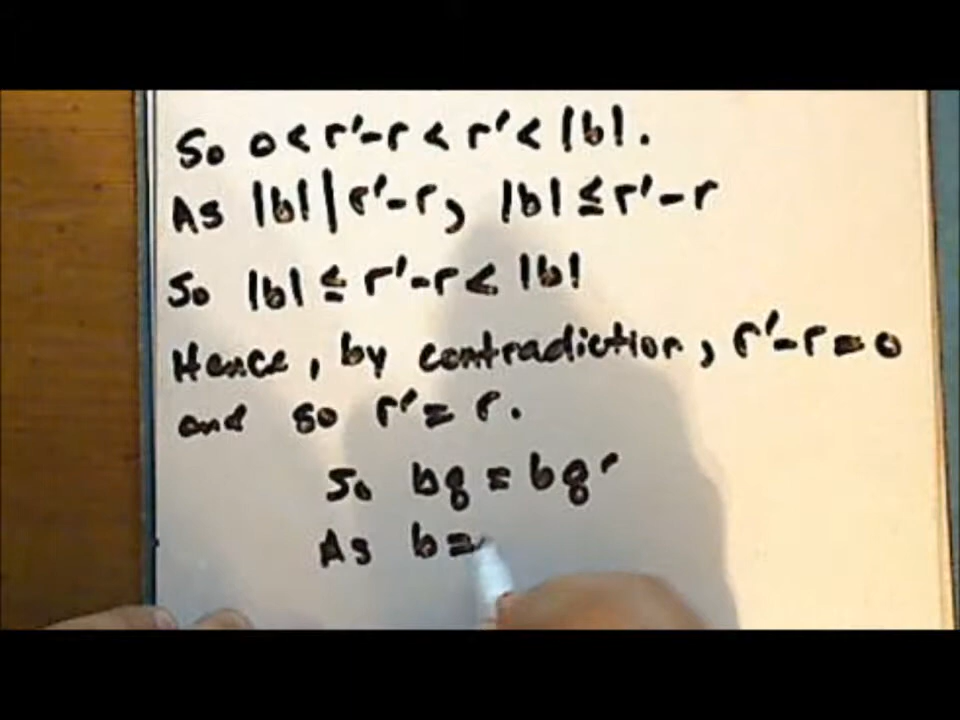 So 0 < r'-r < r' < |b|.
As |b| | r'-r, |b| ≤ r'-r
So |b| ≤ r'-r < |b|
Hence, by contradiction, r'-r = 0
and so r' = r.
So bq = bq'
As b =